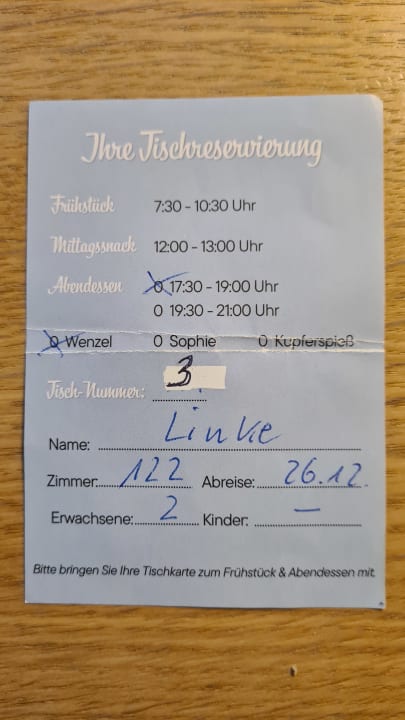 Ihre Tischreservierung
Frühstück 7:30 - 10:30 Uhr
Mittagssnack 12:00 - 13:00 Uhr
Abendessen 0 17:30 - 19:00 Uhr
0 19:30 - 21:00 Uhr
0 Wenzel 0 Sophie 0 Kupferspieß
Tisch-Nummer: 3
Name: Linke
Zimmer: 122 Abreise: 26.12.
Erwachsene: 2 Kinder: —
Bitte bringen Sie Ihre Tischkarte zum Frühstück & Abendessen mit